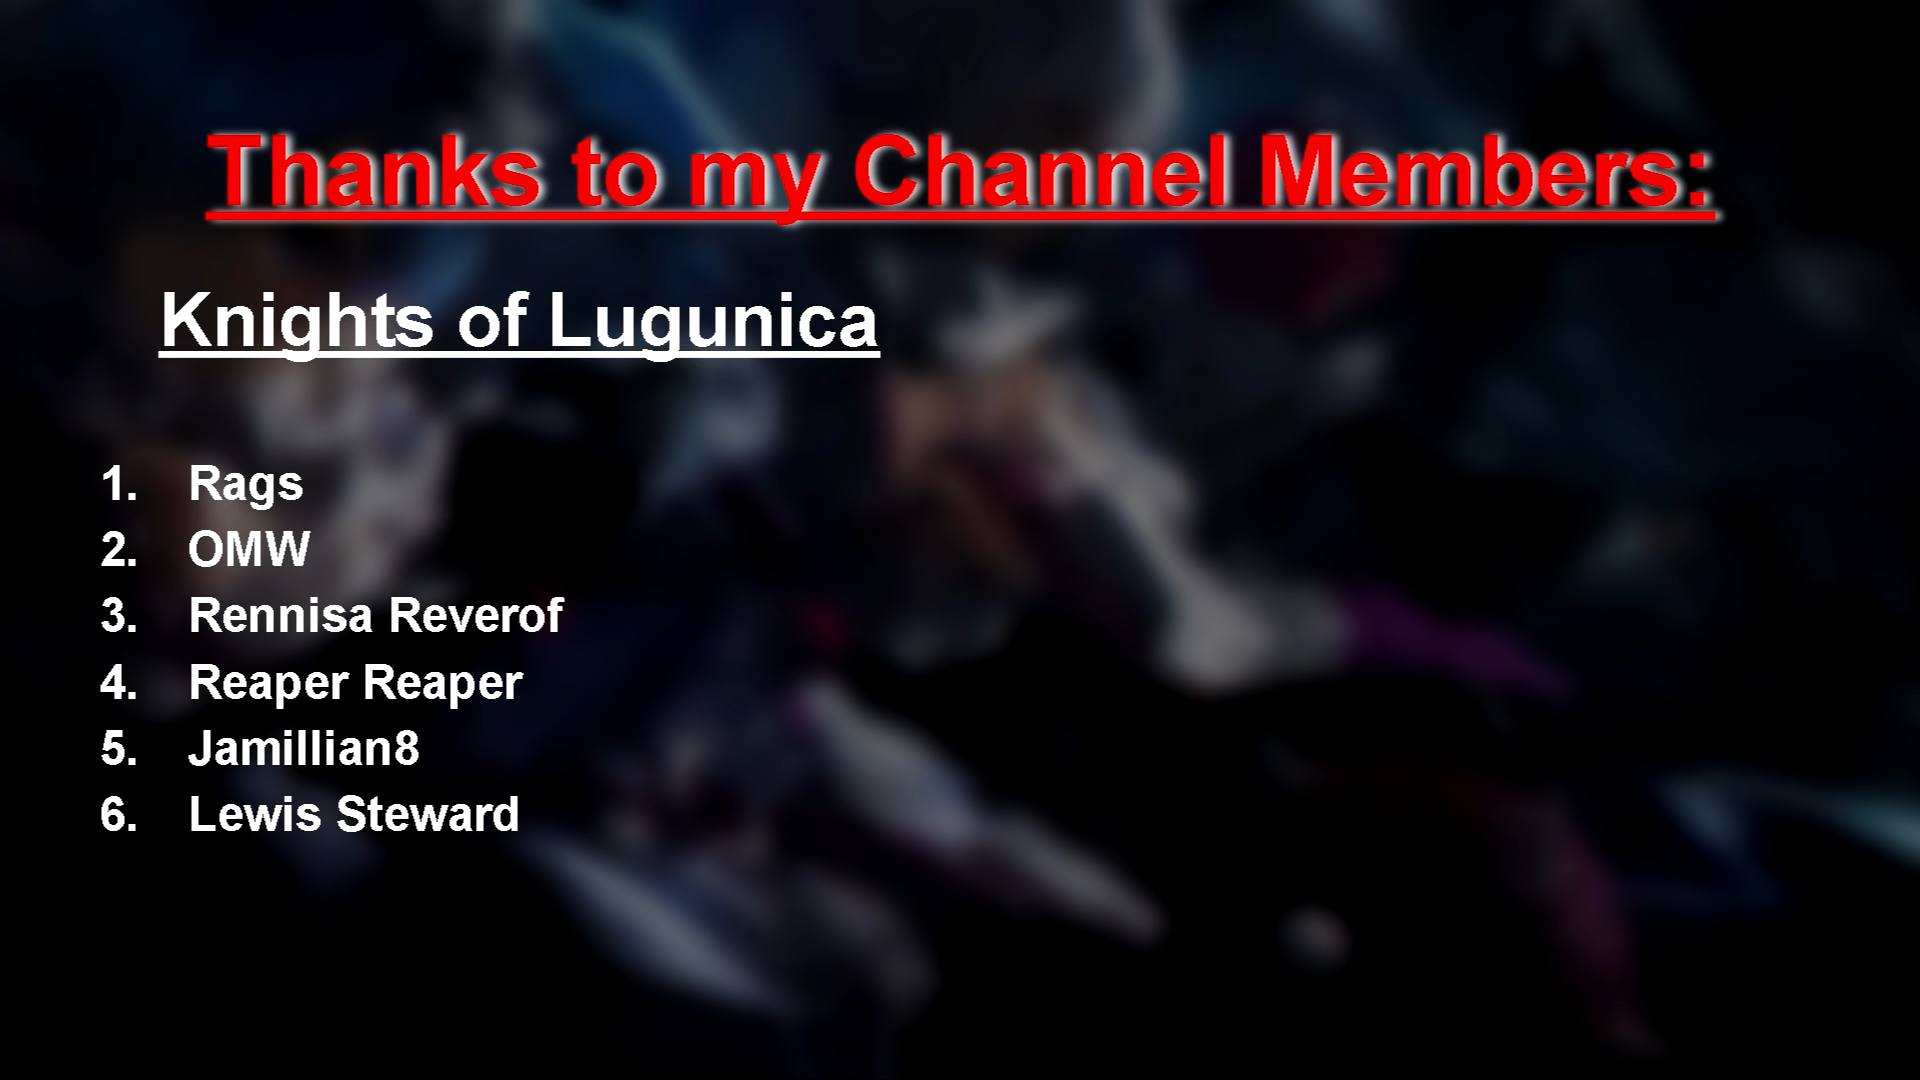 Thanks to my Channel Members:
Knights of Lugunica
1. Rags
2. OMW
3. Rennisa Reverof
4. Reaper Reaper
5. Jamillian8
6. Lewis Steward